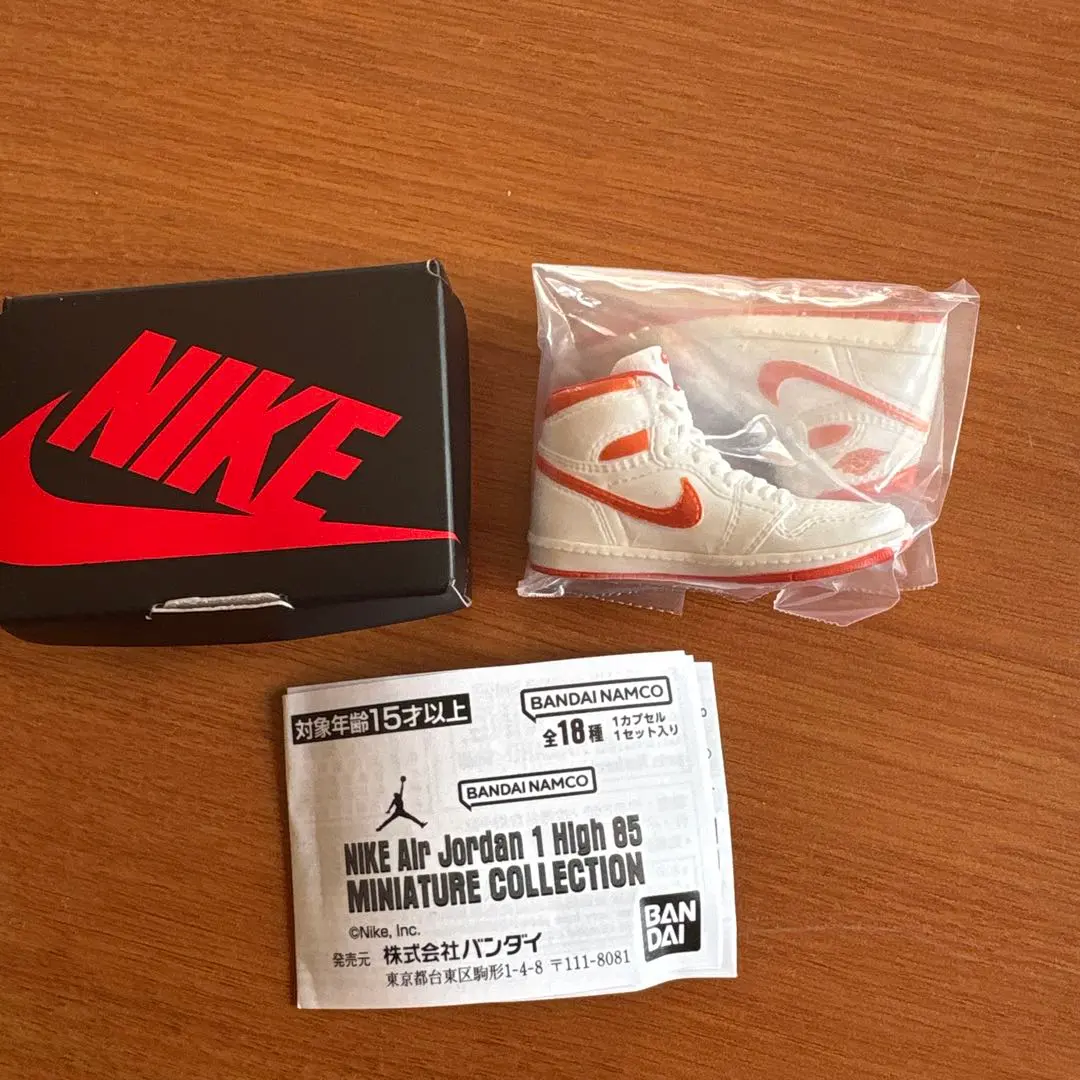 NIKE
対象年齢15才以上
BANDAI NAMCO
全18種
1カプセル
1セット入り
BANDAI NAMCO
NIKE Air Jordan 1 High 85
MINIATURE COLLECTION
©Nike, Inc.
発売元 株式会社バンダイ
東京都台東区駒形1-4-8 〒111-8081
BAN
DAI